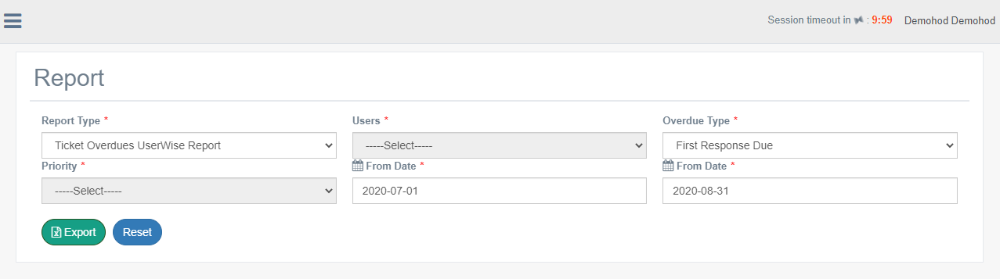 Session timeout in : 9:59 Demohod Demohod
Report
Report Type * Users * Overdue Type *
Ticket Overdues UserWise Report -----Select----- First Response Due
Priority * From Date * From Date *
-----Select----- 2020-07-01 2020-08-31
Export Reset